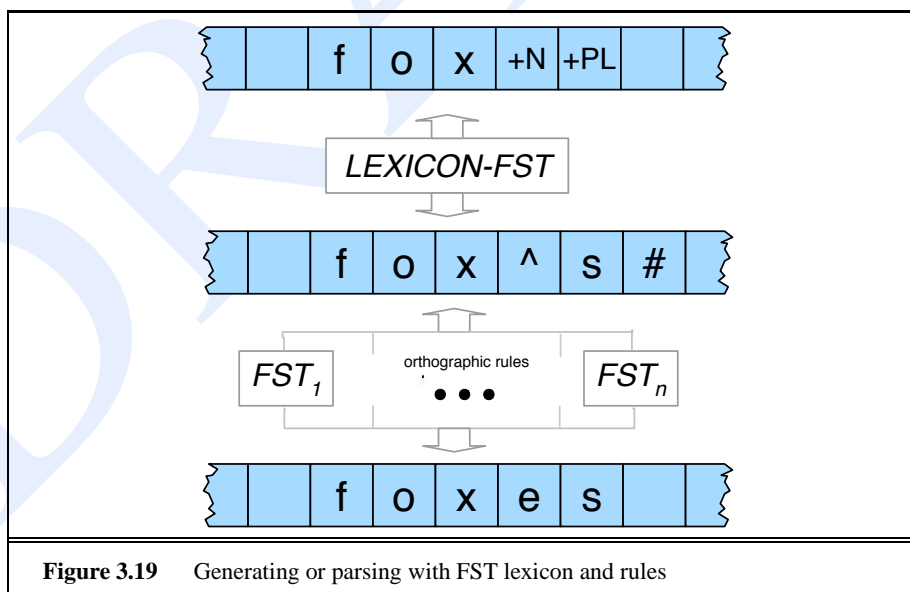 f o x +N +PL
LEXICON-FST
f o x ^ s #
orthographic rules
FST1 ••• FSTn
f o x e s
Figure 3.19 Generating or parsing with FST lexicon and rules